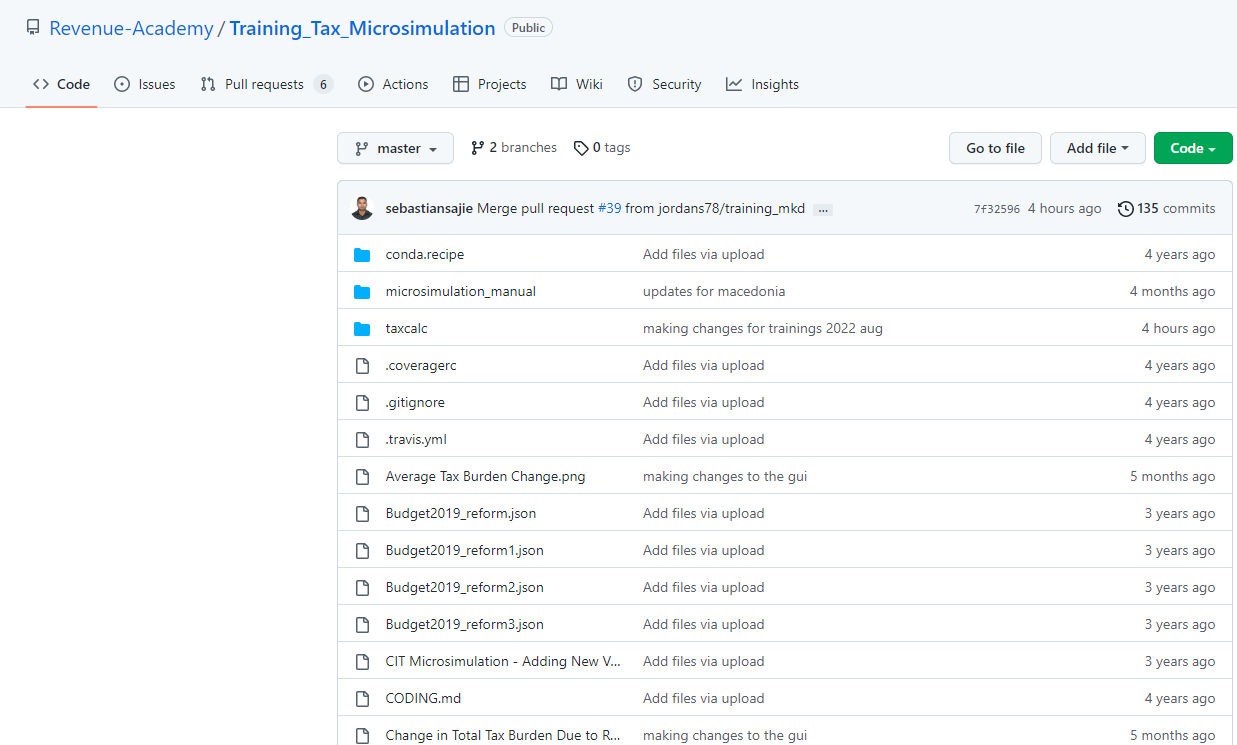 Revenue-Academy / Training_Tax_Microsimulation Public
Code Issues Pull requests 6 Actions Projects Wiki Security Insights
master 2 branches 0 tags Go to file Add file Code
sebastiansajie Merge pull request #39 from jordans78/training_mkd ... 7f32596 4 hours ago 135 commits
conda.recipe Add files via upload 4 years ago
microsimulation_manual updates for macedonia 4 months ago
taxcalc making changes for trainings 2022 aug 4 hours ago
.coveragerc Add files via upload 4 years ago
.gitignore Add files via upload 4 years ago
.travis.yml Add files via upload 4 years ago
Average Tax Burden Change.png making changes to the gui 5 months ago
Budget2019_reform.json Add files via upload 3 years ago
Budget2019_reform1.json Add files via upload 3 years ago
Budget2019_reform2.json Add files via upload 3 years ago
Budget2019_reform3.json Add files via upload 3 years ago
CIT Microsimulation - Adding New V... Add files via upload 3 years ago
CODING.md Add files via upload 4 years ago
Change in Total Tax Burden Due to R... making changes to the gui 5 months ago